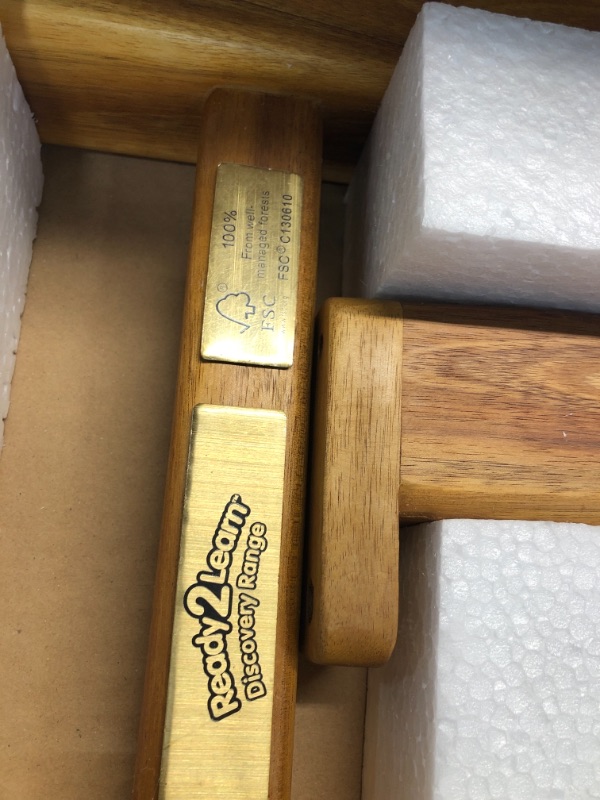 100%
From well-
managed forests
FSC® C130610
®
FSC
Ready2Learn™
Discovery Range